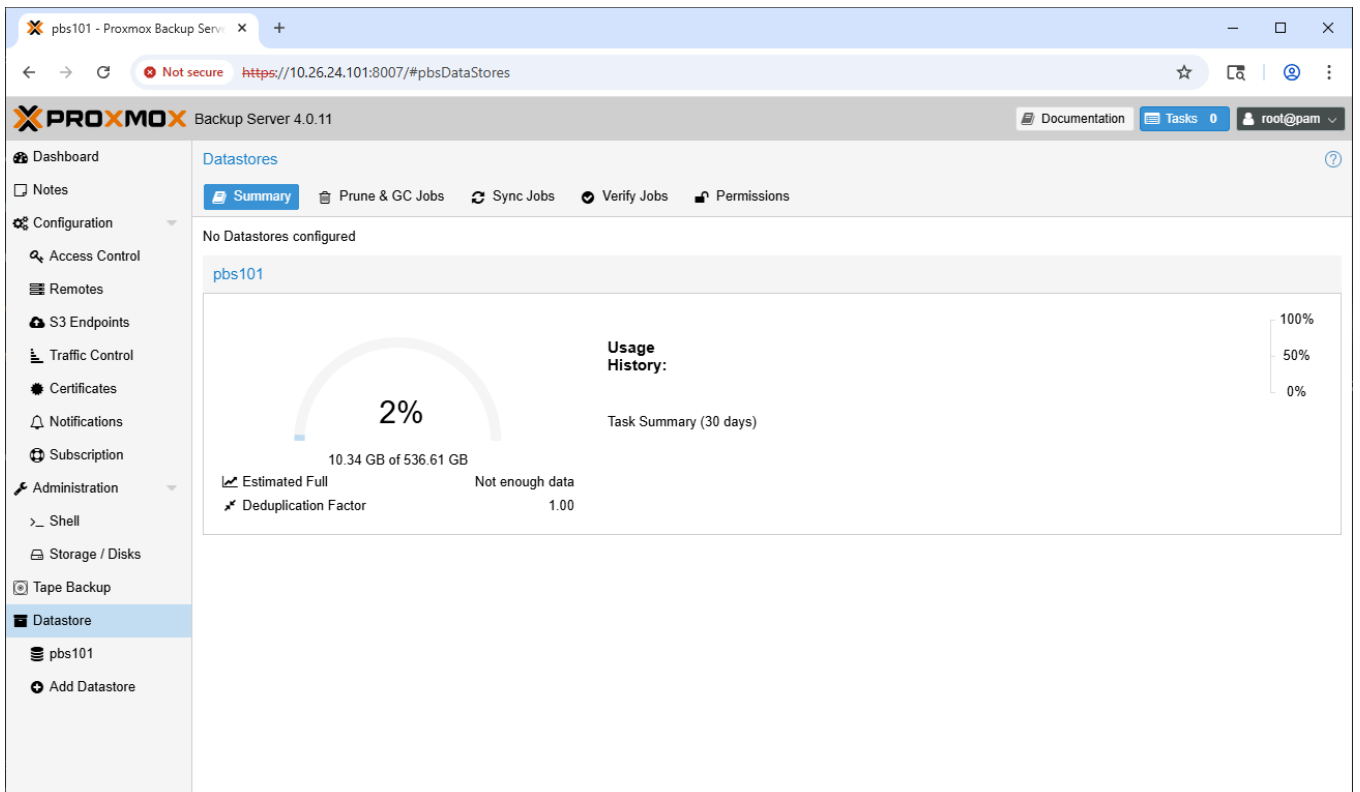 pbs101 - Proxmox Backup Serv
Not secure https://10.26.24.101:8007/#pbsDataStores
PROXMOX Backup Server 4.0.11
Documentation
Tasks 0
root@pam
Dashboard
Notes
Configuration
Access Control
Remotes
S3 Endpoints
Traffic Control
Certificates
Notifications
Subscription
Administration
Shell
Storage / Disks
Tape Backup
Datastore
pbs101
Add Datastore
Datastores
Summary
Prune & GC Jobs
Sync Jobs
Verify Jobs
Permissions
No Datastores configured
pbs101
2%
10.34 GB of 536.61 GB
Estimated Full Not enough data
Deduplication Factor 1.00
Usage
History:
100%
50%
0%
Task Summary (30 days)